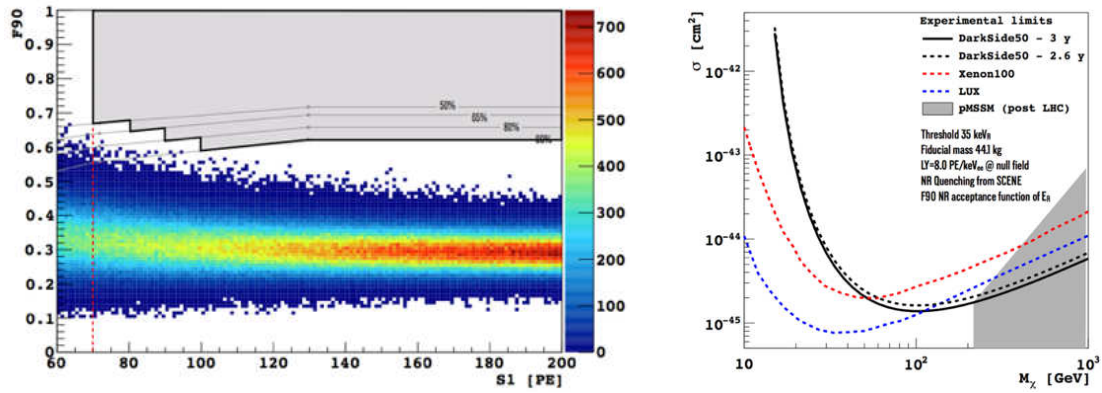 F90
1
0.9
0.8
0.7
0.6
0.5
0.4
0.3
0.2
0.1
0
60
80
100
120
140
160
180
200
S1 [PE]
50%
65%
80%
90%
700
600
500
400
300
200
100
0
σ [cm²]
10⁻⁴²
10⁻⁴³
10⁻⁴⁴
10⁻⁴⁵
10
10²
10³
Mχ [GeV]
Experimental limits
DarkSide50 - 3 y
DarkSide50 - 2.6 y
Xenon100
LUX
pMSSM (post LHC)
Threshold 35 keVR
Fiducial mass 44.1 kg
LY=8.0 PE/keVee @ null field
NR Quenching from SCENE
F90 NR acceptance function of ER